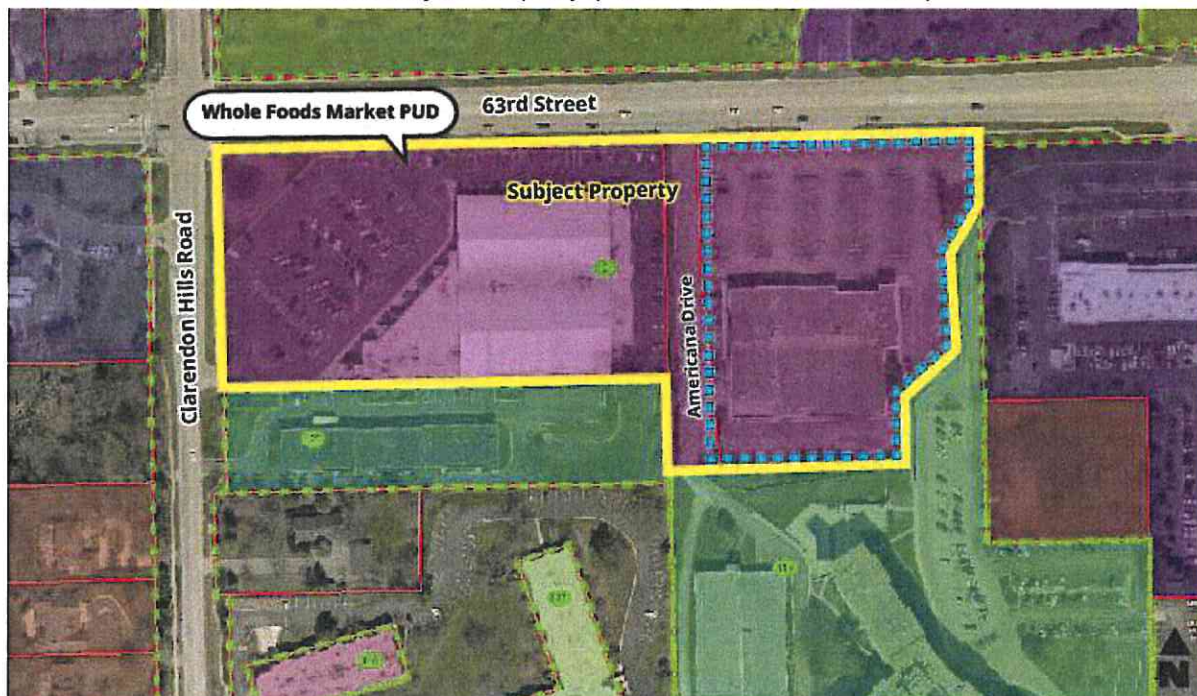 63rd Street
Whole Foods Market PUD
Subject Property
Clarendon Hills Road
Americana Drive
N